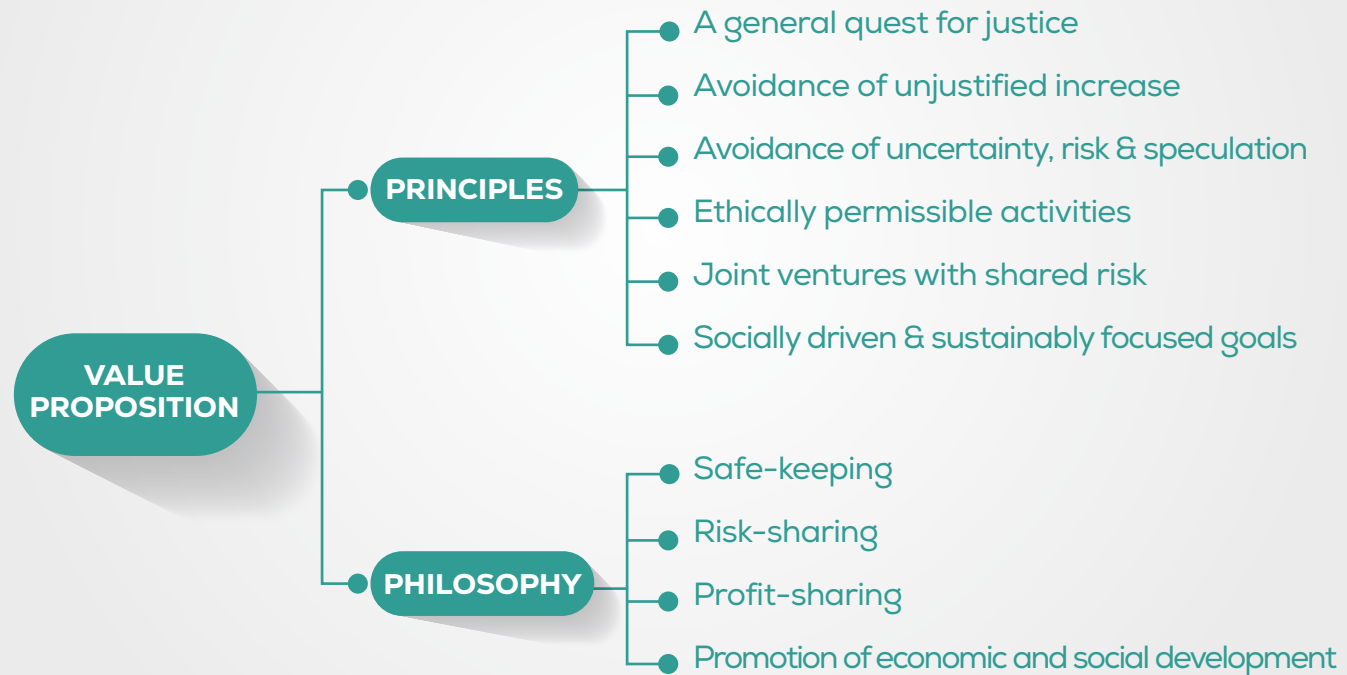 VALUE
PROPOSITION
PRINCIPLES
A general quest for justice
Avoidance of unjustified increase
Avoidance of uncertainty, risk & speculation
Ethically permissible activities
Joint ventures with shared risk
Socially driven & sustainably focused goals
PHILOSOPHY
Safe-keeping
Risk-sharing
Profit-sharing
Promotion of economic and social development